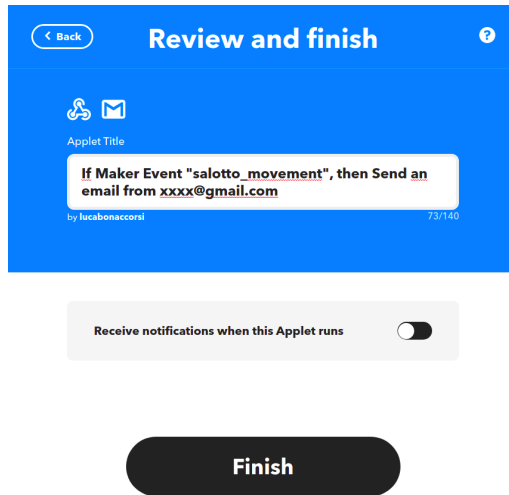 Back
Review and finish
?
Applet Title
If Maker Event "salotto_movement", then Send an
email from xxxx@gmail.com
by lucabonaccorsi
73/140
Receive notifications when this Applet runs
Finish